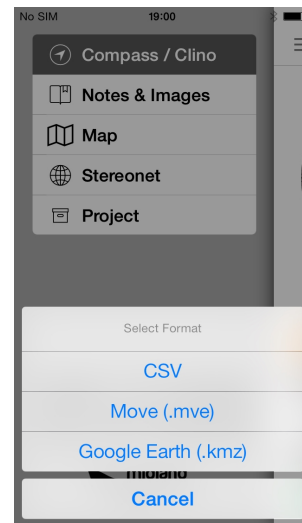 No SIM 19:00
Compass / Clino
Notes & Images
Map
Stereonet
Project
Select Format
CSV
Move (.mve)
Google Earth (.kmz)
Cancel